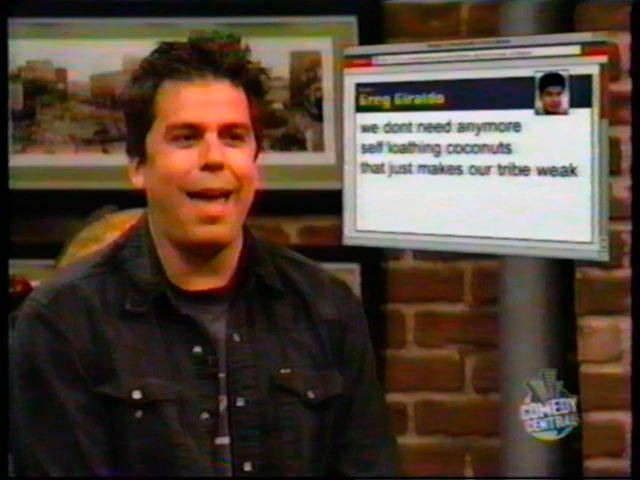 Greg Giraldo
we dont need anymore
self loathing coconuts
that just makes our tribe weak
COMEDY
CENTRAL